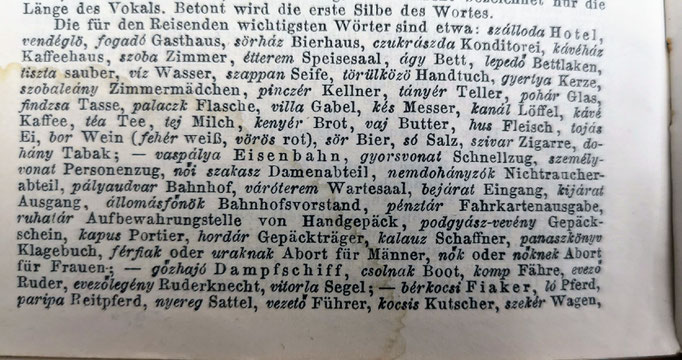 Länge des Vokals. Betont wird die erste Silbe des Wortes.
Die für den Reisenden wichtigsten Wörter sind etwa: szálloda Hotel,
vendéglő, fogadó Gasthaus, sörház Bierhaus, czukrászda Konditorei, kávéház
Kaffeehaus, szoba Zimmer, étterem Speisesaal, ágy Bett, lepedő Bettlaken,
tiszta sauber, víz Wasser, szappan Seife, törülköző Handtuch, gyertya Kerze,
szobaleány Zimmermädchen, pinczér Kellner, tányér Teller, pohár Glas,
findzsa Tasse, palaczk Flasche, villa Gabel, kés Messer, kanál Löffel, kávé
Kaffee, téa Tee, tej Milch, kenyér Brot, vaj Butter, hus Fleisch, tojás
Ei, bor Wein (fehér weiß, vörös rot), sör Bier, só Salz, szivar Zigarre, do-
hány Tabak; — vaspálya Eisenbahn, gyorsvonat Schnellzug, személy-
vonat Personenzug, női szakasz Damenabteil, nemdohányzók Nichtraucher-
abteil, pályaudvar Bahnhof, váróterem Wartesaal, bejárat Eingang, kijárat
Ausgang, állomásfőnök Bahnhofsvorstand, pénztár Fahrkartenausgabe,
ruhatár Aufbewahrungstelle von Handgepäck, podgyász-vevény Gepäck-
schein, kapus Portier, hordár Gepäckträger, kalauz Schaffner, panaszkönyv
Klagebuch, férfiak oder uraknak Abort für Männer, nők oder nőknek Abort
für Frauen; — gőzhajó Dampfschiff, csolnak Boot, komp Fähre, evező
Ruder, evezőlegény Ruderknecht, vitorla Segel; — bérkocsi Fiaker, ló Pferd,
paripa Reitpferd, nyereg Sattel, vezető Führer, kocsis Kutscher, szekér Wagen,